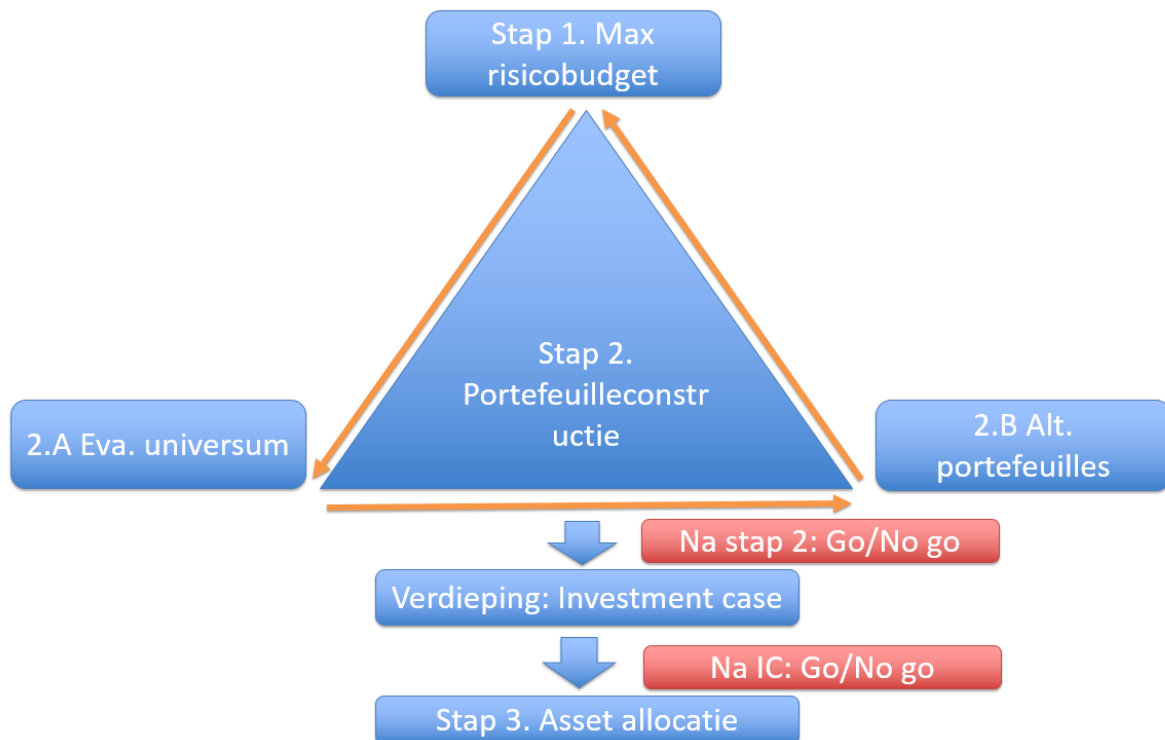 Stap 1. Max
risicobudget
Stap 2.
Portefeuilleconstr
uctie
2.A Eva. universum
2.B Alt.
portefeuilles
Na stap 2: Go/No go
Verdieping: Investment case
Na IC: Go/No go
Stap 3. Asset allocatie